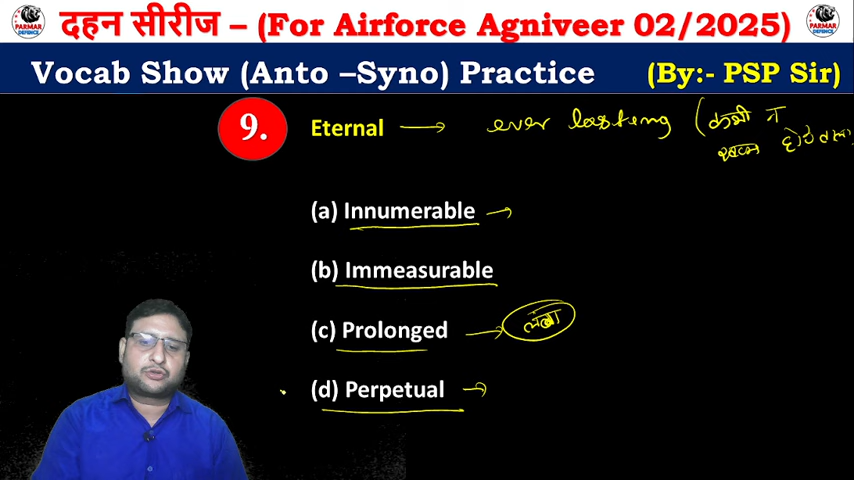 PARMAR DEFENCE
दहन सीरीज – (For Airforce Agniveer 02/2025)
PARMAR DEFENCE
Vocab Show (Anto –Syno) Practice (By:- PSP Sir)
9. Eternal → ever lasting (कभी न
खत्म होने वाला
(a) Innumerable →
(b) Immeasurable
(c) Prolonged → लंबा
(d) Perpetual →